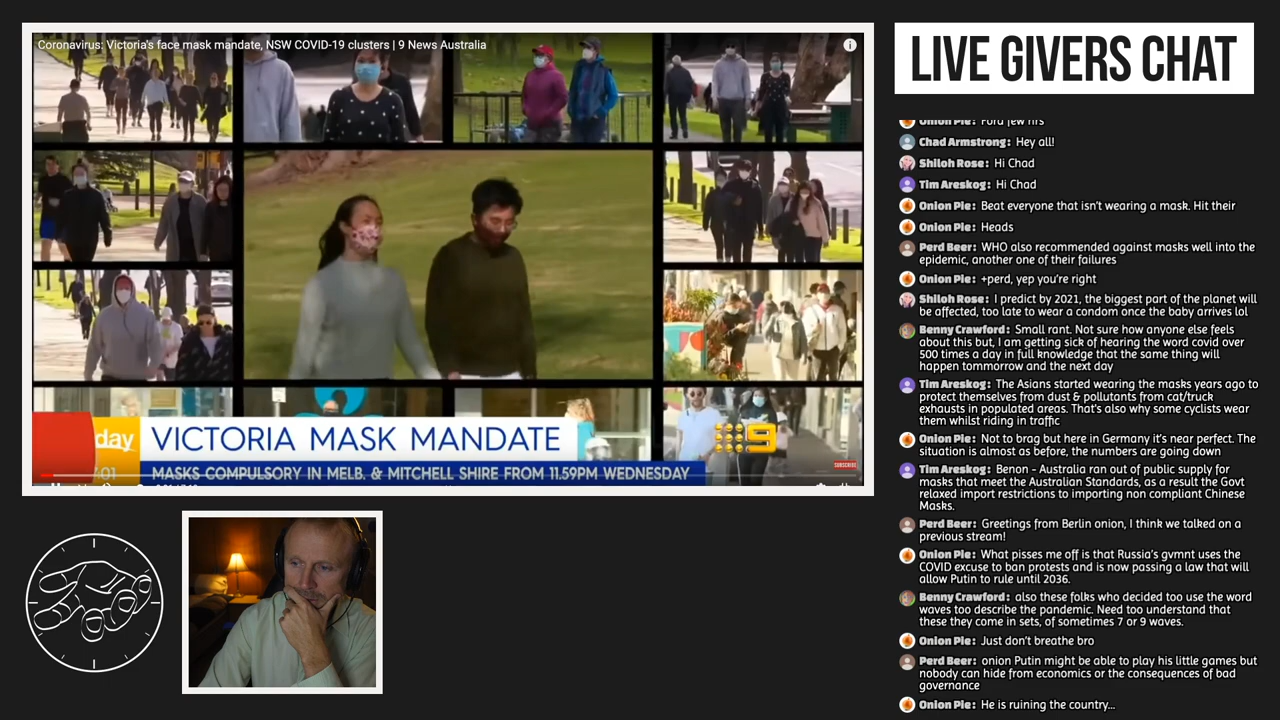 Coronavirus: Victoria's face mask mandate, NSW COVID-19 clusters | 9 News Australia
day
VICTORIA MASK MANDATE
9
:01
MASKS COMPULSORY IN MELB. & MITCHELL SHIRE FROM 11.59PM WEDNESDAY
SUBSCRIBE
LIVE GIVERS CHAT
Onion Pie: Ford few hrs
Chad Armstrong: Hey all!
Shiloh Rose: Hi Chad
Tim Areskog: Hi Chad
Onion Pie: Beat everyone that isn't wearing a mask. Hit their
Onion Pie: Heads
Perd Beer: WHO also recommended against masks well into the
epidemic, another one of their failures
Onion Pie: +perd, yep you're right
Shiloh Rose: I predict by 2021, the biggest part of the planet will
be affected, too late to wear a condom once the baby arrives lol
Benny Crawford: Small rant. Not sure how anyone else feels
about this but, I am getting sick of hearing the word covid over
500 times a day in full knowledge that the same thing will
happen tommorrow and the next day
Tim Areskog: The Asians started wearing the masks years ago to
protect themselves from dust & pollutants from cat/truck
exhausts in populated areas. That's also why some cyclists wear
them whilst riding in traffic
Onion Pie: Not to brag but here in Germany it's near perfect. The
situation is almost as before, the numbers are going down
Tim Areskog: Benon - Australia ran out of public supply for
masks that meet the Australian Standards, as a result the Govt
relaxed import restrictions to importing non compliant Chinese
Masks.
Perd Beer: Greetings from Berlin onion, I think we talked on a
previous stream!
Onion Pie: What pisses me off is that Russia's gvmnt uses the
COVID excuse to ban protests and is now passing a law that will
allow Putin to rule until 2036.
Benny Crawford: also these folks who decided too use the word
waves too describe the pandemic. Need too understand that
these they come in sets, of sometimes 7 or 9 waves.
Onion Pie: Just don't breathe bro
Perd Beer: onion Putin might be able to play his little games but
nobody can hide from economics or the consequences of bad
governance
Onion Pie: He is ruining the country...